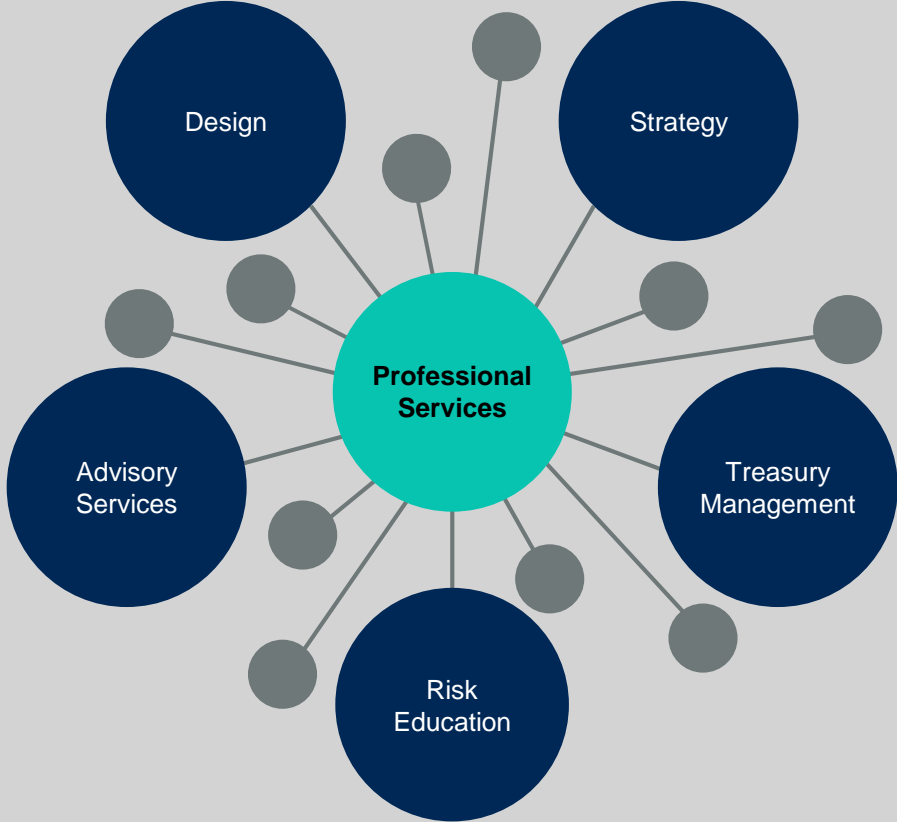 Design
Strategy
Professional
Services
Advisory
Services
Treasury
Management
Risk
Education